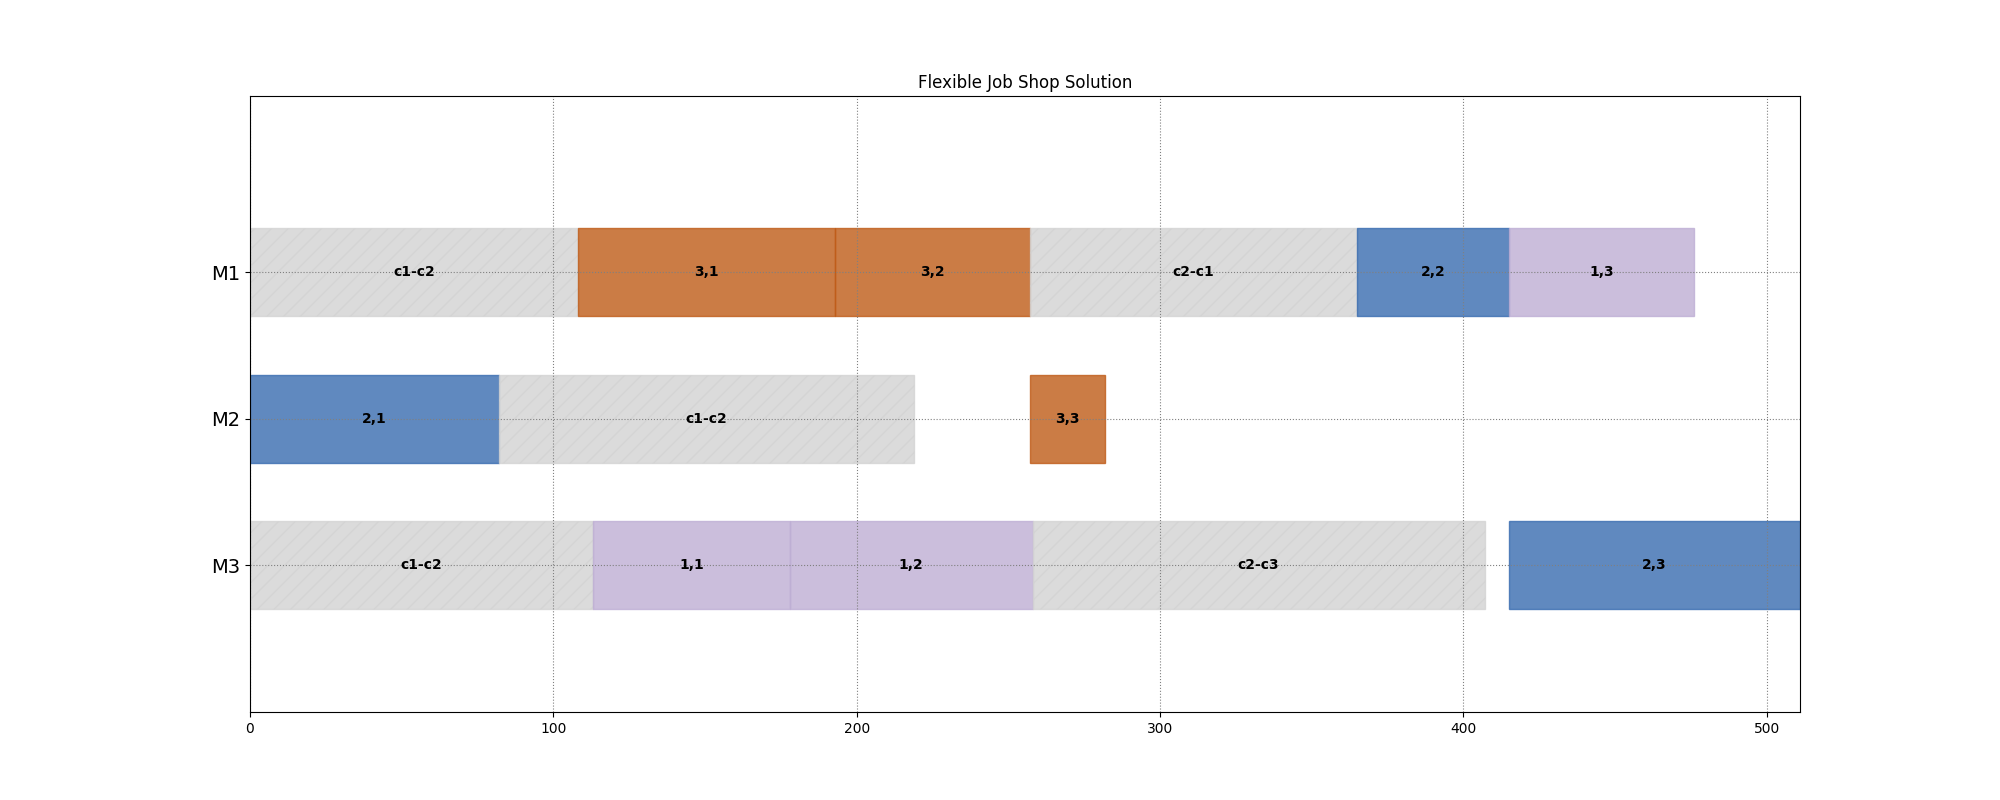 Flexible Job Shop Solution
M1
c1-c2
3,1
3,2
c2-c1
2,2
1,3
M2
2,1
c1-c2
3,3
M3
c1-c2
1,1
1,2
c2-c3
2,3
0
100
200
300
400
500